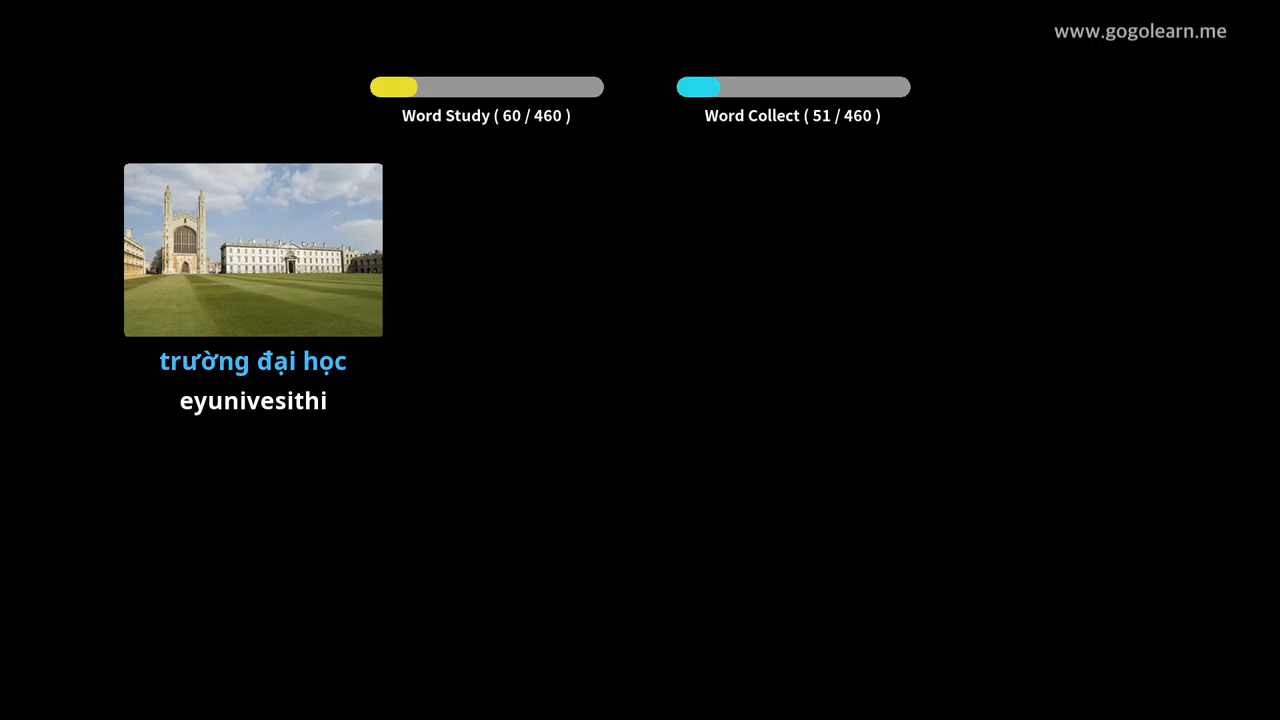 www.gogolearn.me
Word Study ( 60 / 460 )
Word Collect ( 51 / 460 )
trường đại học
eyunivesithi